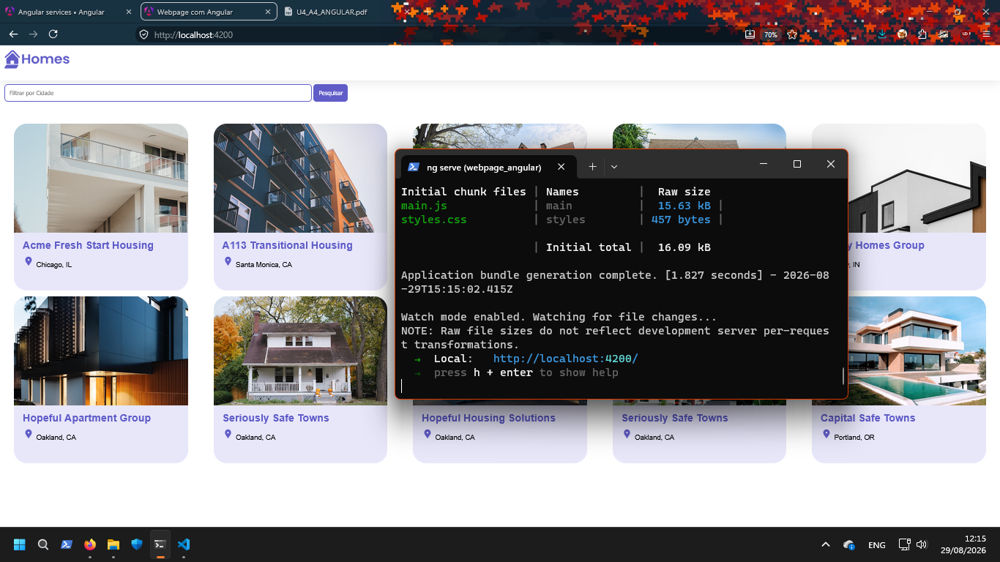 Angular services • Angular
Webpage com Angular
U4_A4_ANGULAR.pdf
http://localhost:4200
70%
Homes
Filtrar por Cidade
Pesquisar
ng serve (webpage_angular)
Initial chunk files | Names | Raw size
main.js | main | 15.63 kB |
styles.css | styles | 457 bytes |
| Initial total | 16.09 kB
Application bundle generation complete. [1.827 seconds] - 2026-08
-29T15:15:02.415Z
Watch mode enabled. Watching for file changes...
NOTE: Raw file sizes do not reflect development server per-reques
t transformations.
➜ Local: http://localhost:4200/
➜ press h + enter to show help
Acme Fresh Start Housing
Chicago, IL
A113 Transitional Housing
Santa Monica, CA
y Homes Group
, IN
Hopeful Apartment Group
Oakland, CA
Seriously Safe Towns
Oakland, CA
Hopeful Housing Solutions
Oakland, CA
Seriously Safe Towns
Oakland, CA
Capital Safe Towns
Portland, OR
ENG
12:15
29/08/2026